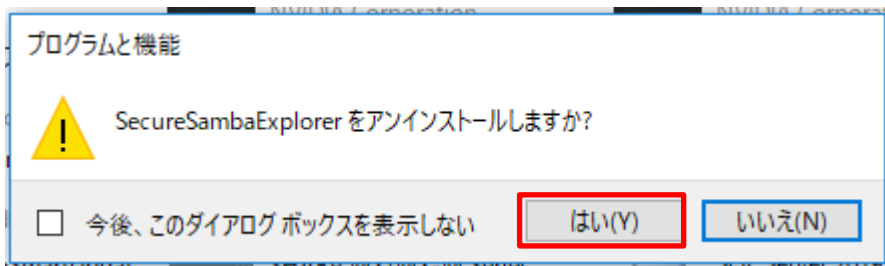 NVIDIA Corporation
プログラムと機能
SecureSambaExplorer をアンインストールしますか?
今後、このダイアログ ボックスを表示しない
はい(Y)
いいえ(N)